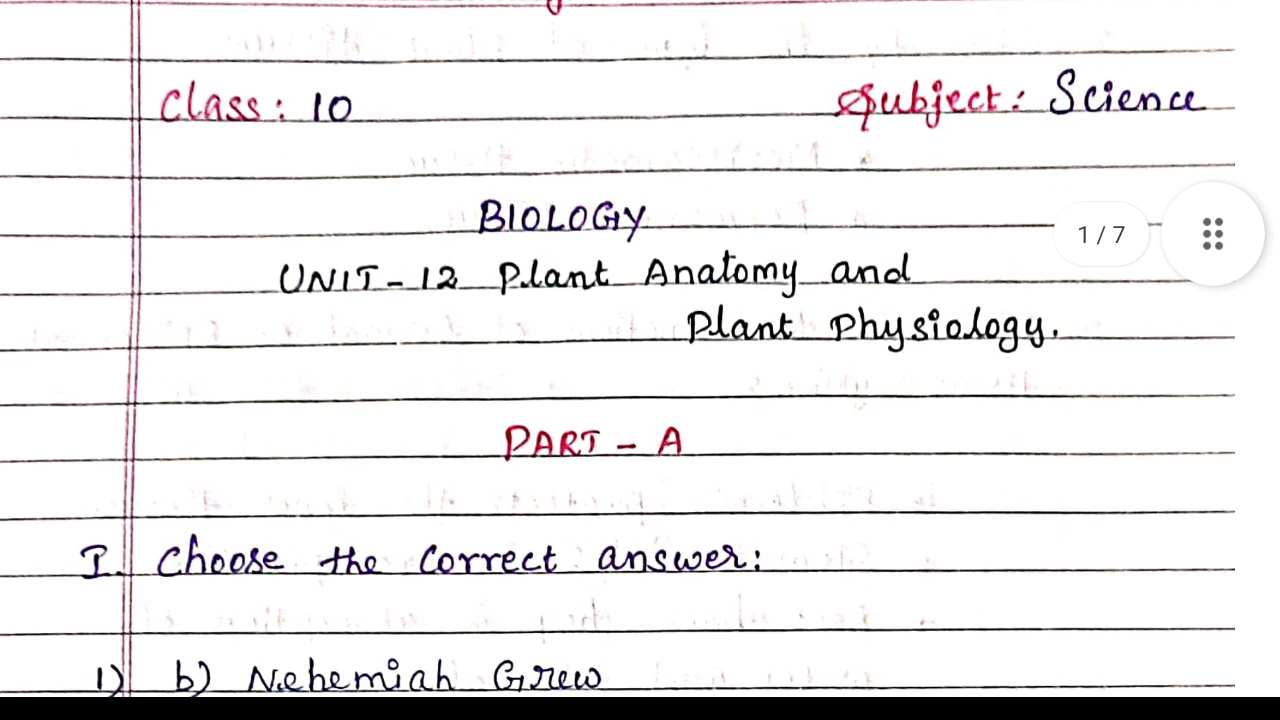 Class: 10
Subject: Science
BIOLOGY
1 / 7
UNIT - 12 Plant Anatomy and
Plant Physiology.
PART - A
I. Choose the correct answer:
1) b) Nehemiah Grew